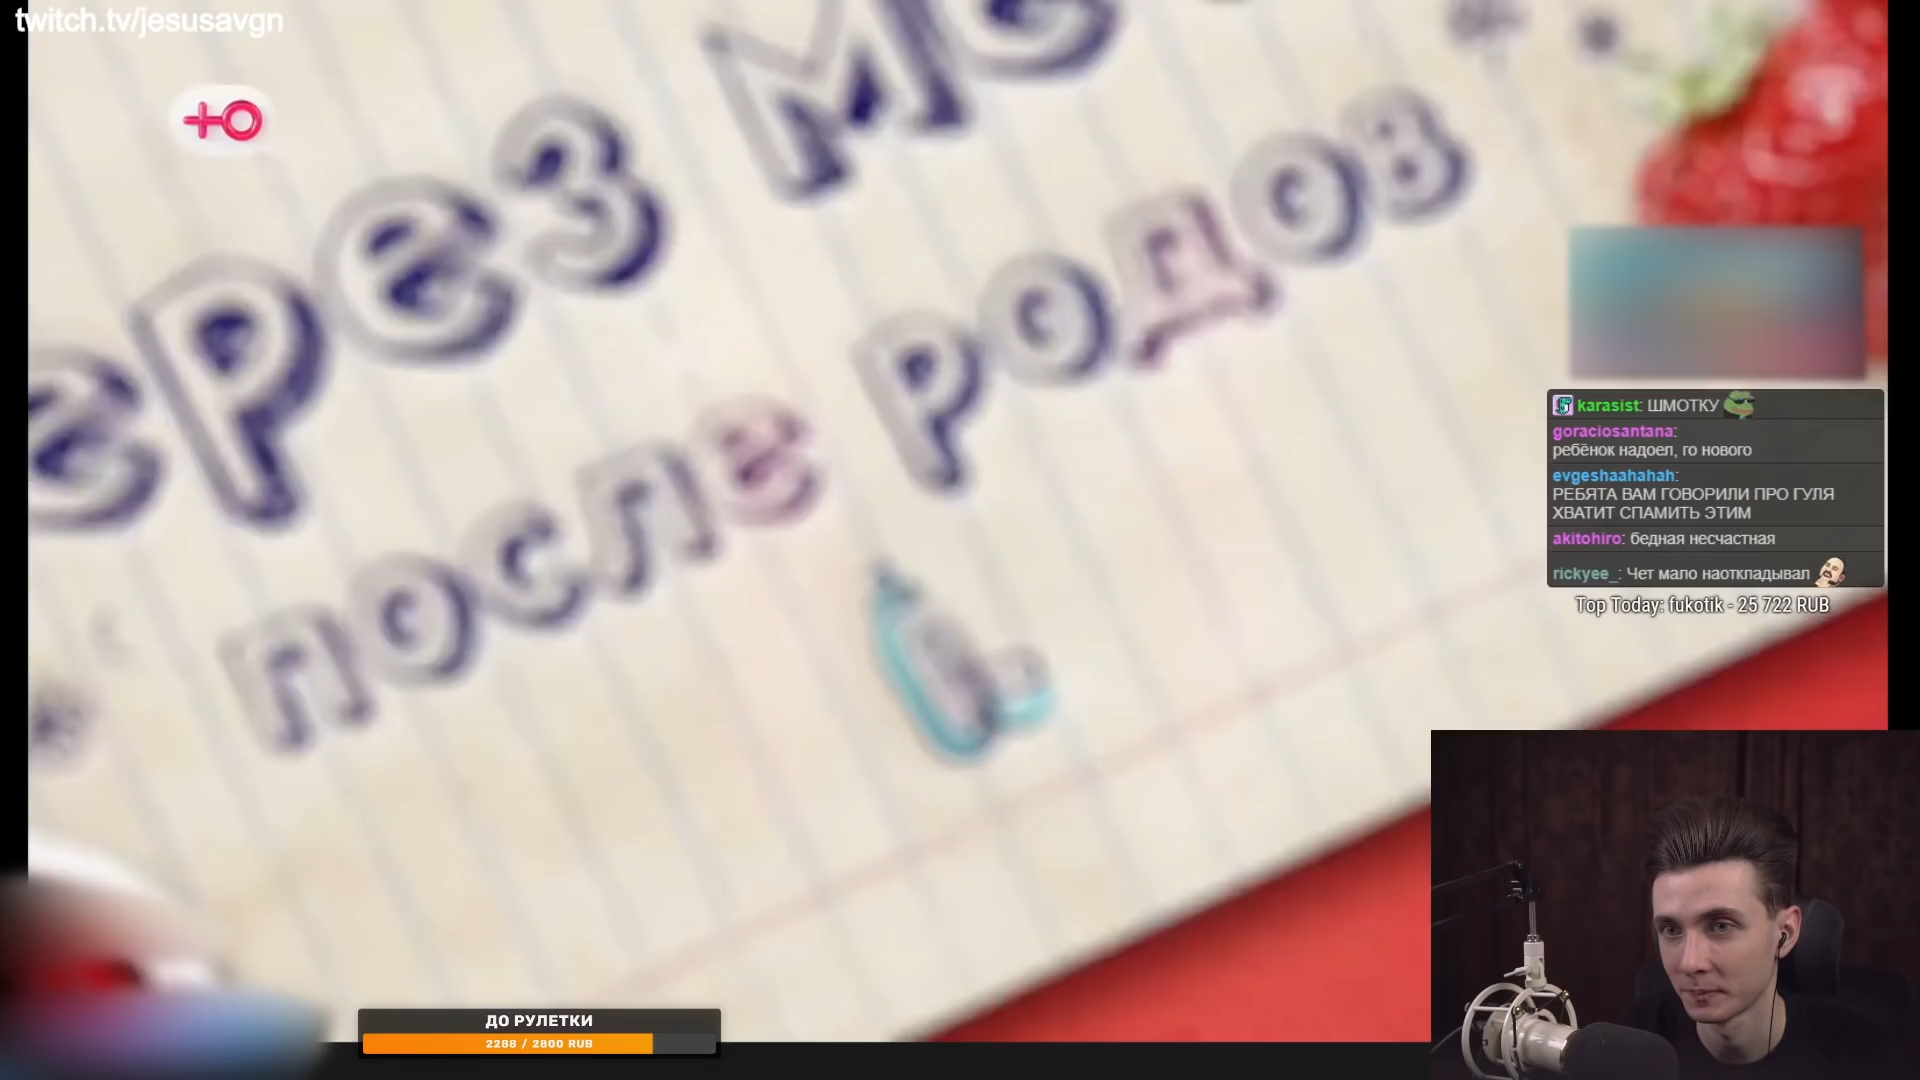 twitch.tv/jesusavgn
Ю
ерез ме
после родов
karasist: ШМОТКУ
goraciosantana:
ребёнок надоел, го нового
evgeshaahahah:
РЕБЯТА ВАМ ГОВОРИЛИ ПРО ГУЛЯ
ХВАТИТ СПАМИТЬ ЭТИМ
akitohiro: бедная несчастная
rickyee_: Чет мало наоткладывал
Top Today: fukotik - 25 722 RUB
ДО РУЛЕТКИ
2288 / 2800 RUB